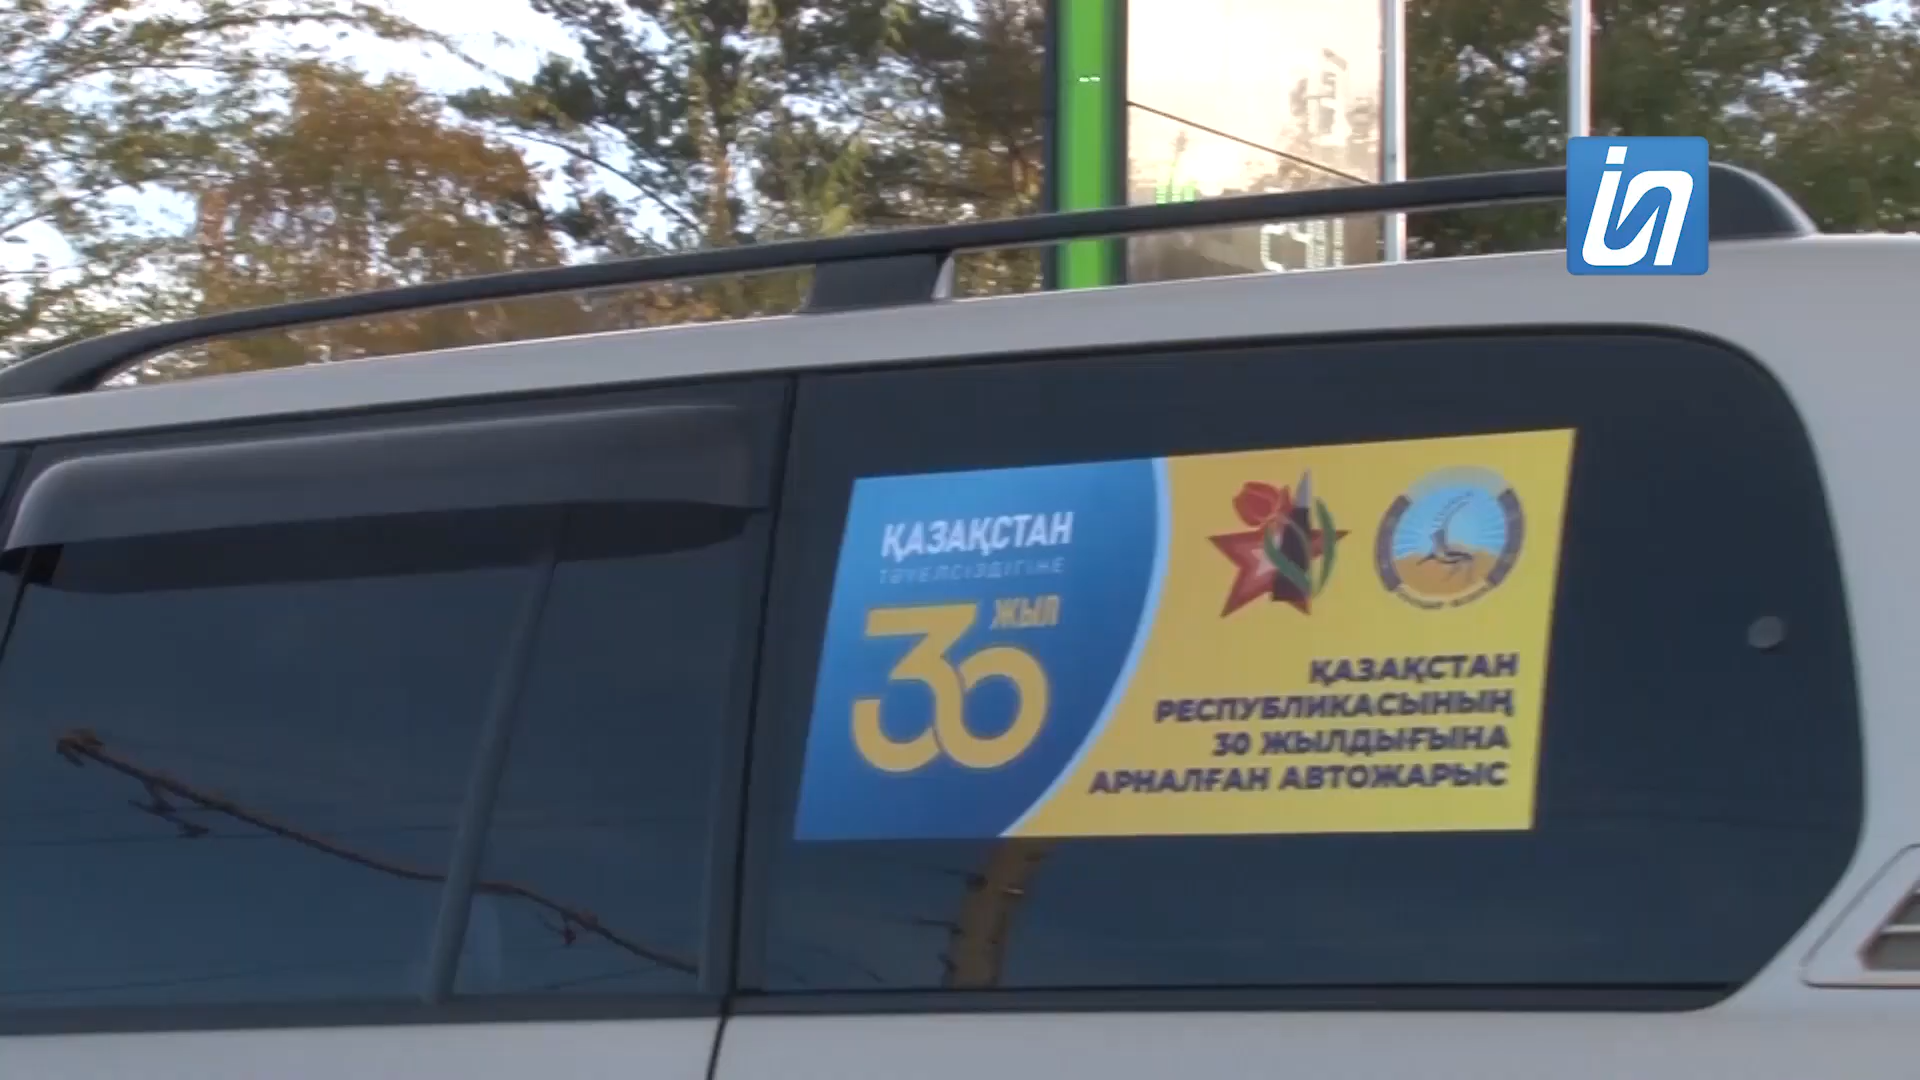 ҚАЗАҚСТАН
ТӘУЕЛСІЗДІГІНЕ
30 ЖЫЛ
ҚАЗАҚСТАН
РЕСПУБЛИКАСЫНЫҢ
30 ЖЫЛДЫҒЫНА
АРНАЛҒАН АВТОЖАРЫС